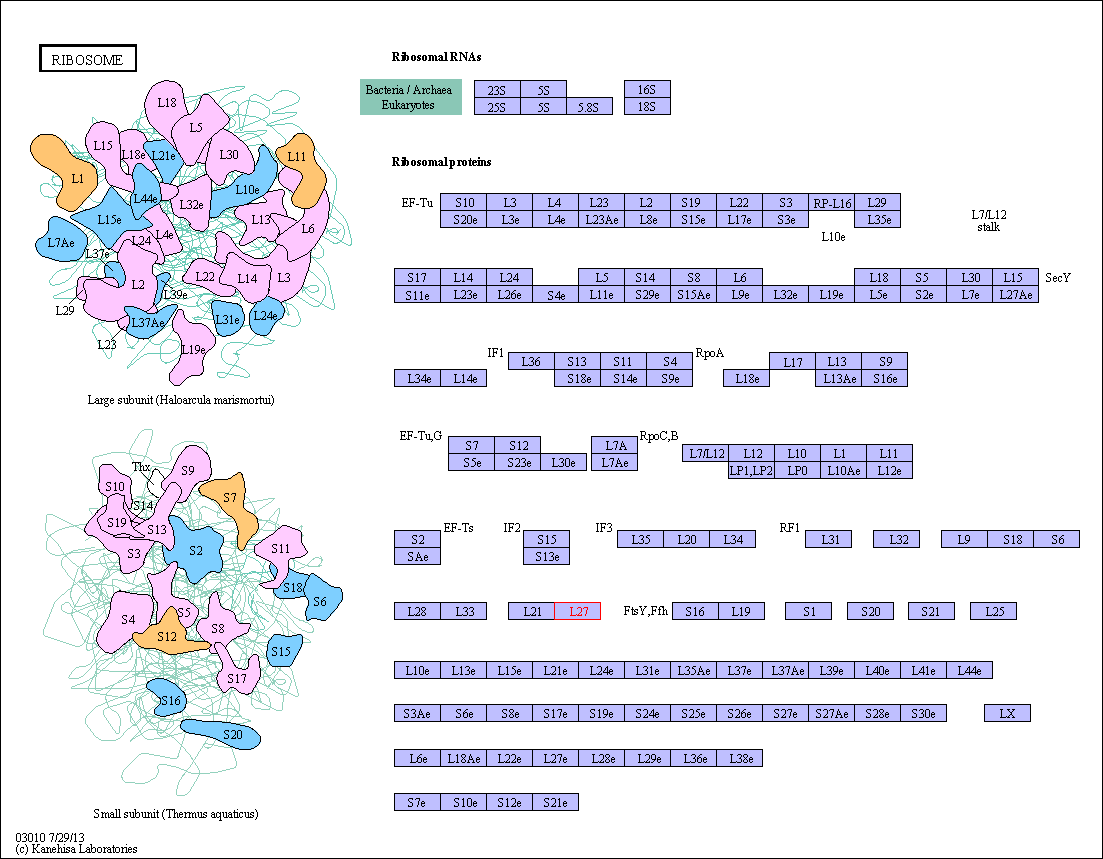 RIBOSOME
Ribosomal RNAs
Bacteria / Archaea 23S 5S 16S
Eukaryotes 25S 5S 5.8S 18S
Ribosomal proteins
EF-Tu S10 L3 L4 L23 L2 S19 L22 S3 RP-L16 L29
S20e L3e L4e L23Ae L8e S15e L17e S3e L35e
L10e
L7/L12
stalk
S17 L14 L24 L5 S14 S8 L6 L18 S5 L30 L15 SecY
S11e L23e L26e S4e L11e S29e S15Ae L9e L32e L19e L5e S2e L7e L27Ae
IF1 L36 S13 S11 S4 RpoA L17 L13 S9
L34e L14e S18e S14e S9e L18e L13Ae S16e
EF-Tu,G S7 S12 L7A RpoC,B L7/L12 L12 L10 L1 L11
S5e S23e L30e L7Ae LP1,LP2 LP0 L10Ae L12e
S2 EF-Ts IF2 S15 IF3 L35 L20 L34 RF1 L31 L32 L9 S18 S6
SAe S13e
L28 L33 L21 L27 FtsY,Ffh S16 L19 S1 S20 S21 L25
L10e L13e L15e L21e L24e L31e L35Ae L37e L37Ae L39e L40e L41e L44e
S3Ae S6e S8e S17e S19e S24e S25e S26e S27e S27Ae S28e S30e LX
L6e L18Ae L22e L27e L28e L29e L36e L38e
S7e S10e S12e S21e
L18
L5
L15
L18e
L21e
L30
L11
L1
L44e
L10e
L32e
L15e
L13
L6
L7Ae
L24
L4e
L37e
L2
L22
L14
L3
L39e
L29
L37Ae
L31e
L24e
L23
L19e
Large subunit (Haloarcula marismortui)
Thx
S9
S10
S7
S14
S19
S13
S3
S2
S11
S18
S6
S4
S5
S8
S12
S15
S17
S16
S20
Small subunit (Thermus aquaticus)
03010 7/29/13
(c) Kanehisa Laboratories